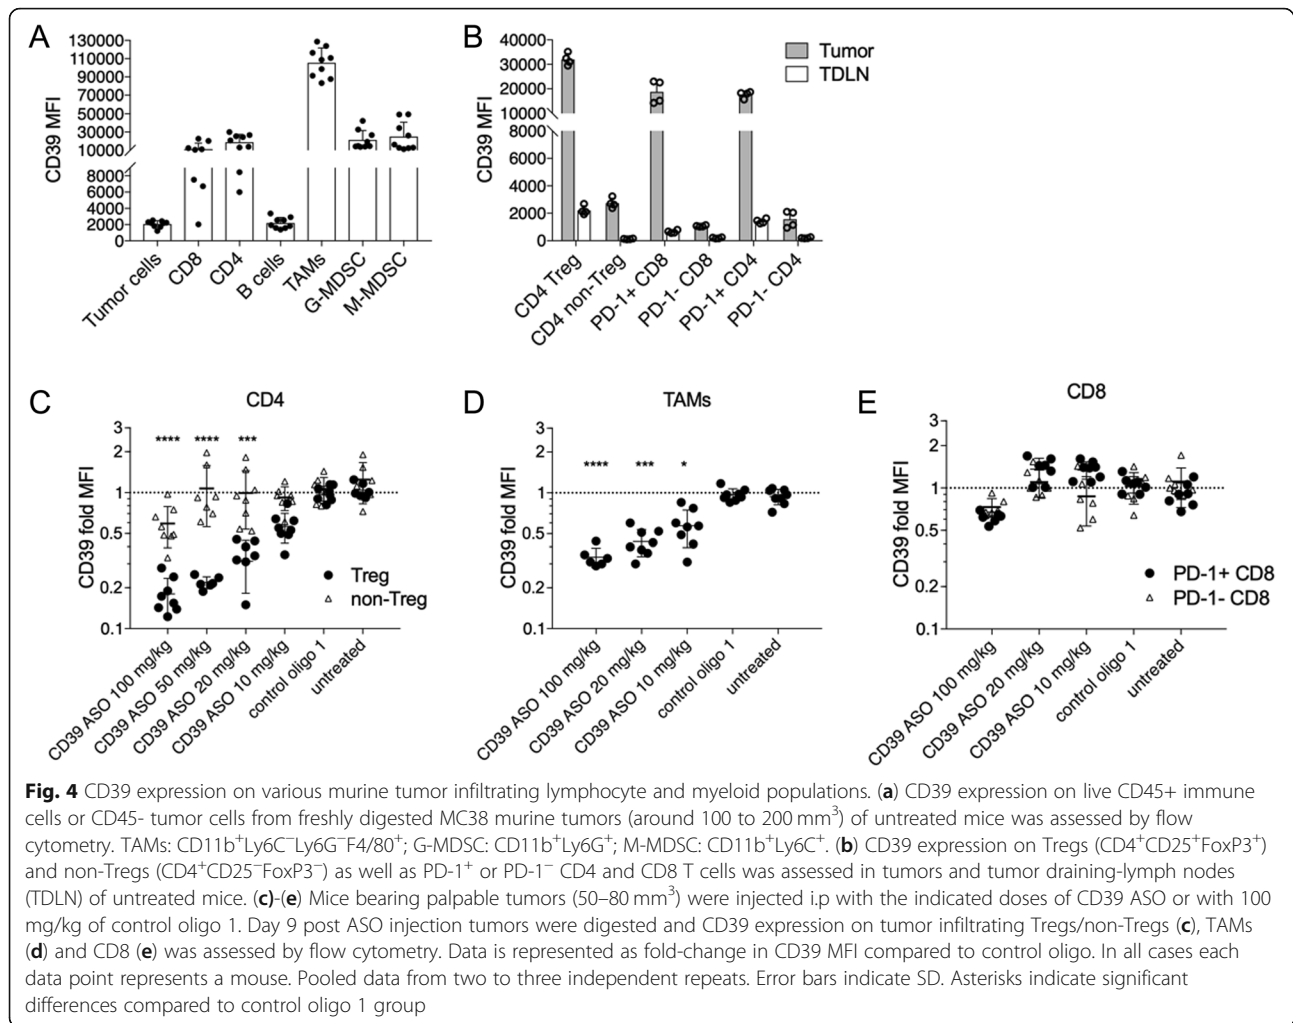 A
CD39 MFI
130000
110000
90000
70000
50000
30000
10000
8000
6000
4000
2000
0
Tumor cells
CD8
CD4
B cells
TAMs
G-MDSC
M-MDSC
B
CD39 MFI
40000
30000
20000
10000
8000
6000
4000
2000
0
Tumor
TDLN
CD4 Treg
CD4 non-Treg
PD-1+ CD8
PD-1- CD8
PD-1+ CD4
PD-1- CD4
C
CD4
CD39 fold MFI
3
2
1
0.5
0.2
0.1
****
****
***
Treg
non-Treg
CD39 ASO 100 mg/kg
CD39 ASO 50 mg/kg
CD39 ASO 20 mg/kg
CD39 ASO 10 mg/kg
control oligo 1
untreated
D
TAMs
CD39 fold MFI
3
2
1
0.5
0.2
0.1
****
***
*
CD39 ASO 100 mg/kg
CD39 ASO 20 mg/kg
CD39 ASO 10 mg/kg
control oligo 1
untreated
E
CD8
CD39 fold MFI
3
2
1
0.5
0.2
0.1
PD-1+ CD8
PD-1- CD8
CD39 ASO 100 mg/kg
CD39 ASO 20 mg/kg
CD39 ASO 10 mg/kg
control oligo 1
untreated
Fig. 4 CD39 expression on various murine tumor infiltrating lymphocyte and myeloid populations. (a) CD39 expression on live CD45+ immune
cells or CD45- tumor cells from freshly digested MC38 murine tumors (around 100 to 200 mm³) of untreated mice was assessed by flow
cytometry. TAMs: CD11b⁺Ly6C⁻Ly6G⁻F4/80⁺; G-MDSC: CD11b⁺Ly6G⁺; M-MDSC: CD11b⁺Ly6C⁺. (b) CD39 expression on Tregs (CD4⁺CD25⁺FoxP3⁺)
and non-Tregs (CD4⁺CD25⁻FoxP3⁻) as well as PD-1⁺ or PD-1⁻ CD4 and CD8 T cells was assessed in tumors and tumor draining-lymph nodes
(TDLN) of untreated mice. (c)-(e) Mice bearing palpable tumors (50–80 mm³) were injected i.p with the indicated doses of CD39 ASO or with 100
mg/kg of control oligo 1. Day 9 post ASO injection tumors were digested and CD39 expression on tumor infiltrating Tregs/non-Tregs (c), TAMs
(d) and CD8 (e) was assessed by flow cytometry. Data is represented as fold-change in CD39 MFI compared to control oligo. In all cases each
data point represents a mouse. Pooled data from two to three independent repeats. Error bars indicate SD. Asterisks indicate significant
differences compared to control oligo 1 group